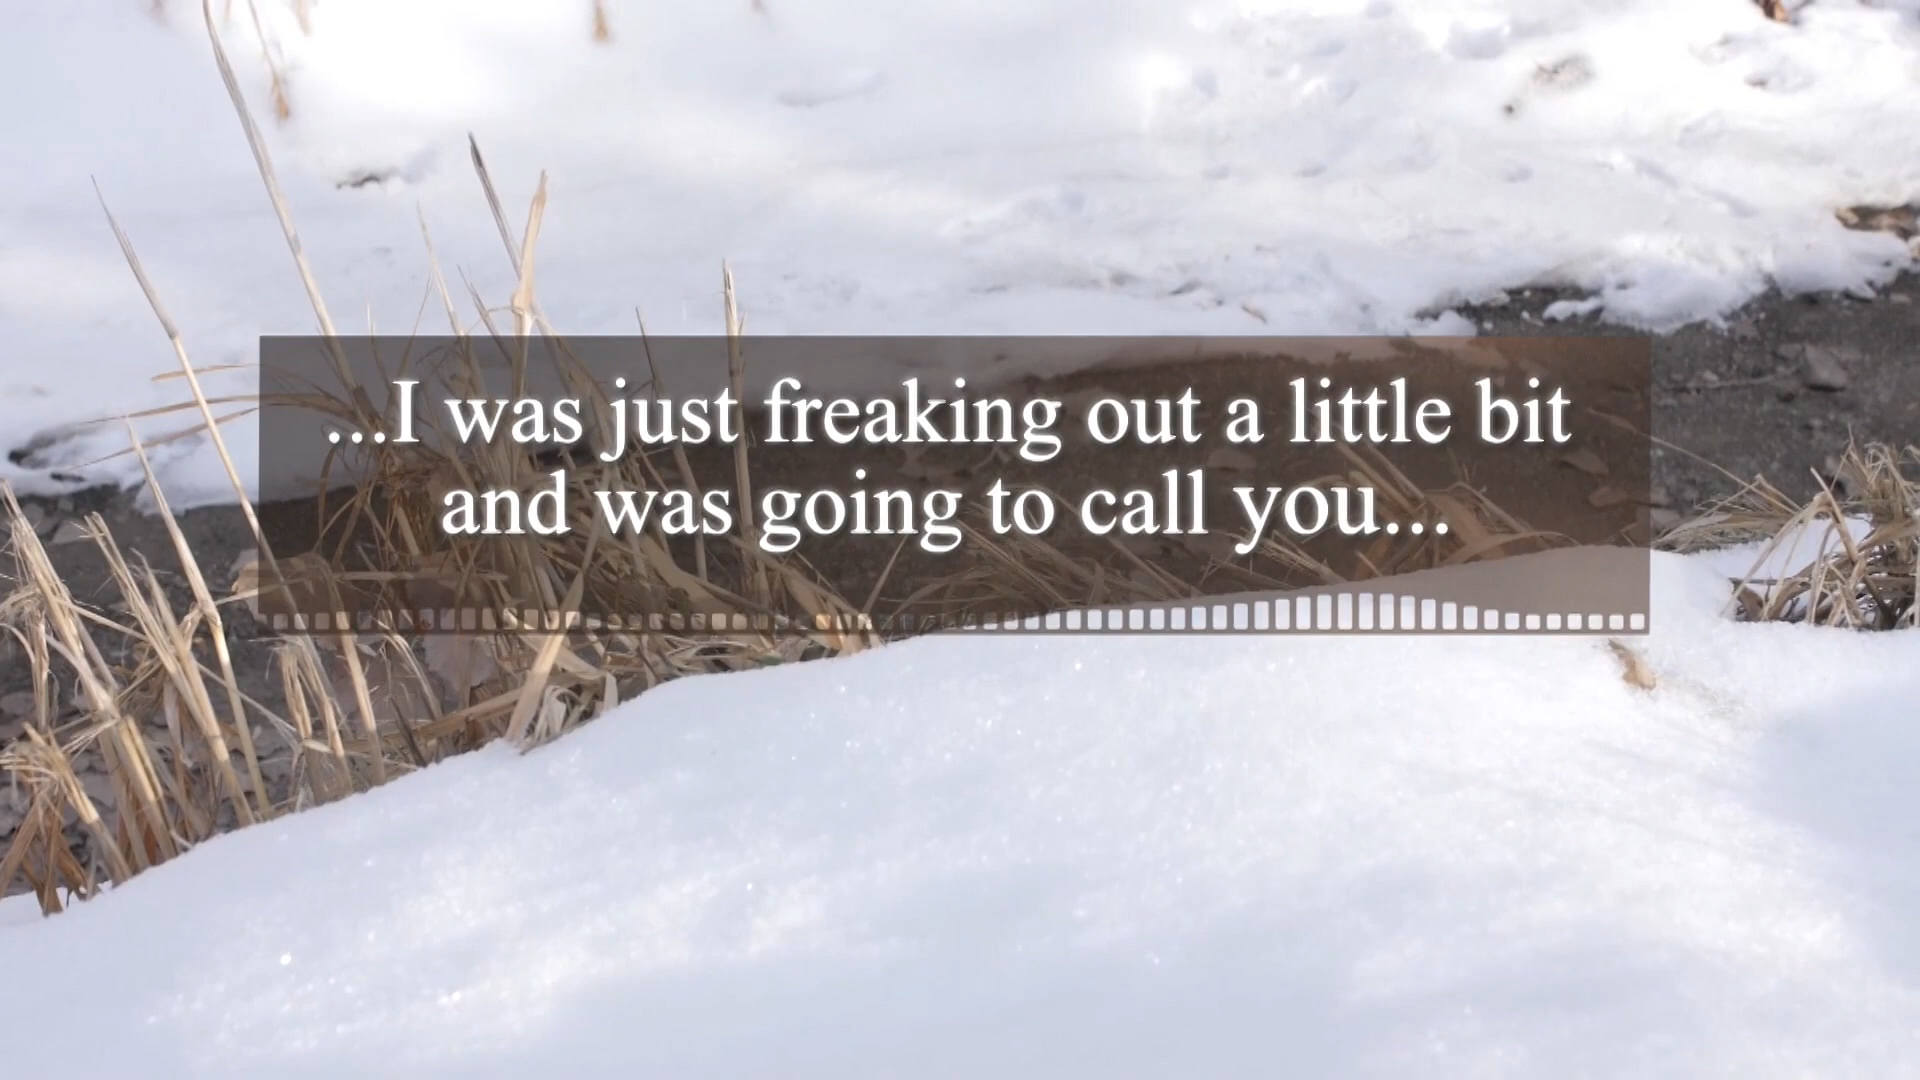 ...I was just freaking out a little bit
and was going to call you...